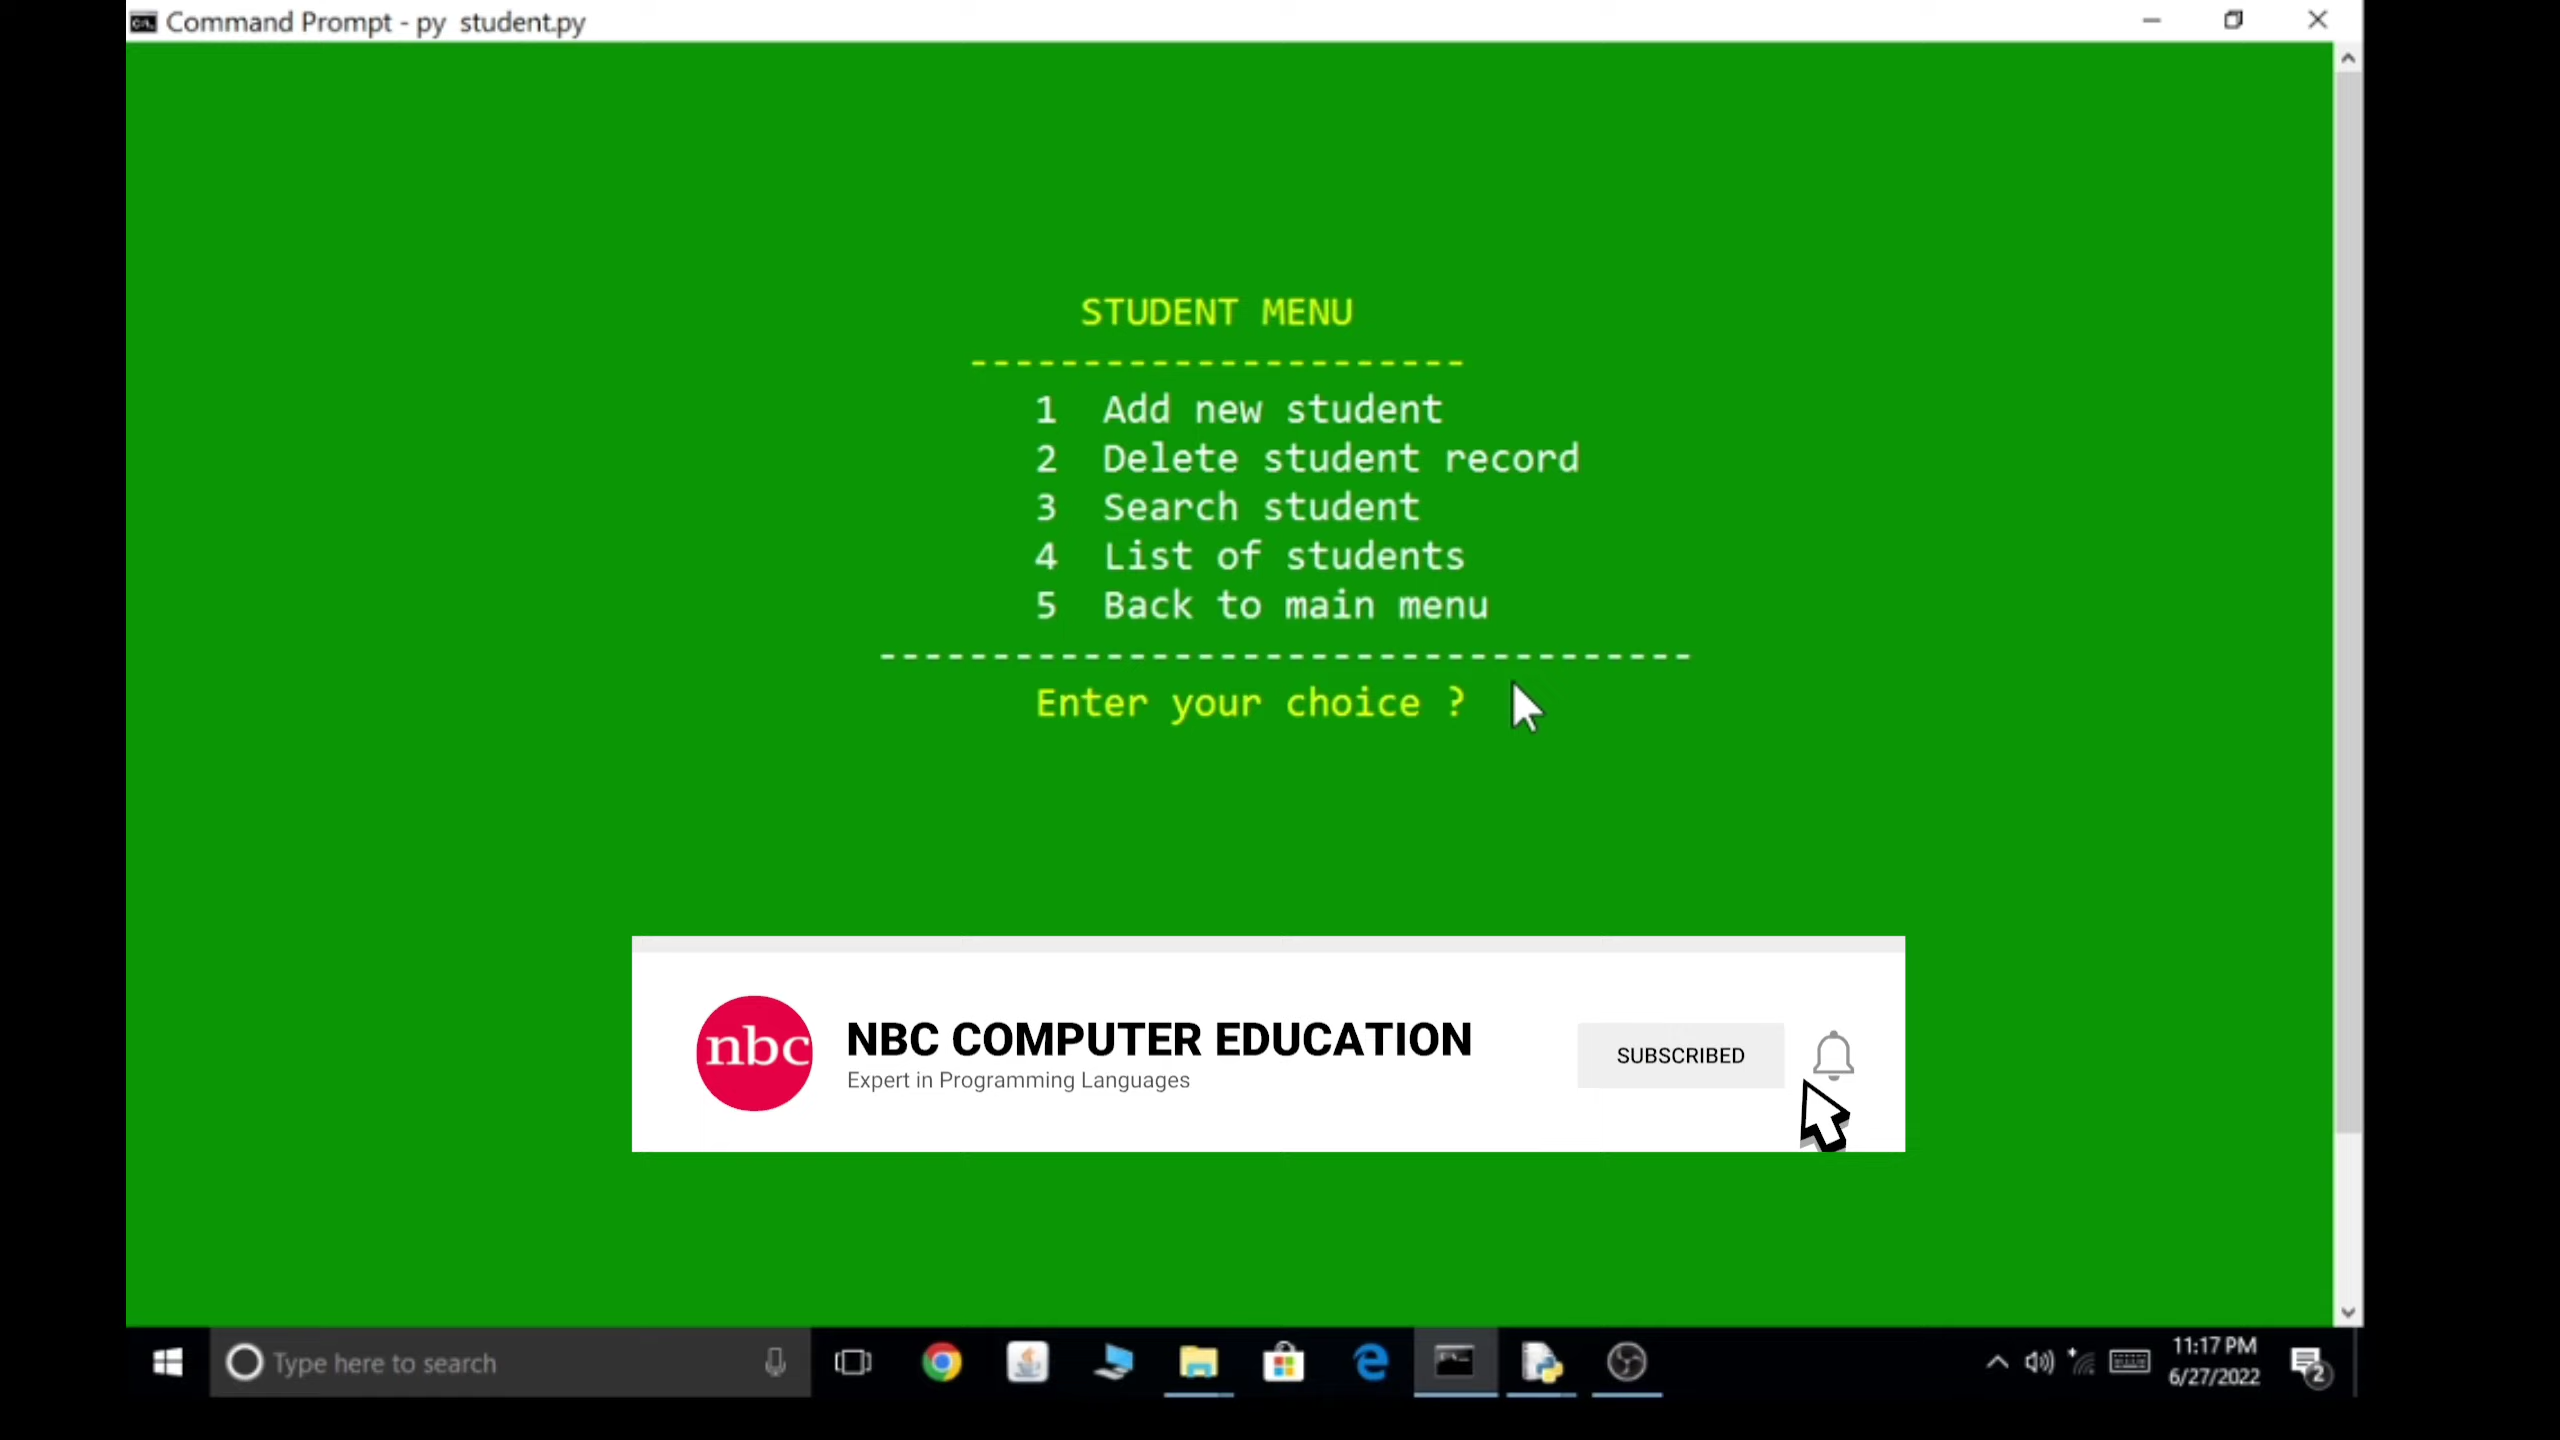 Command Prompt - py  student.py
STUDENT MENU
----------------------
1  Add new student
2  Delete student record
3  Search student
4  List of students
5  Back to main menu
------------------------------------
Enter your choice ?
nbc
NBC COMPUTER EDUCATION
Expert in Programming Languages
SUBSCRIBED
Type here to search
11:17 PM
6/27/2022
2